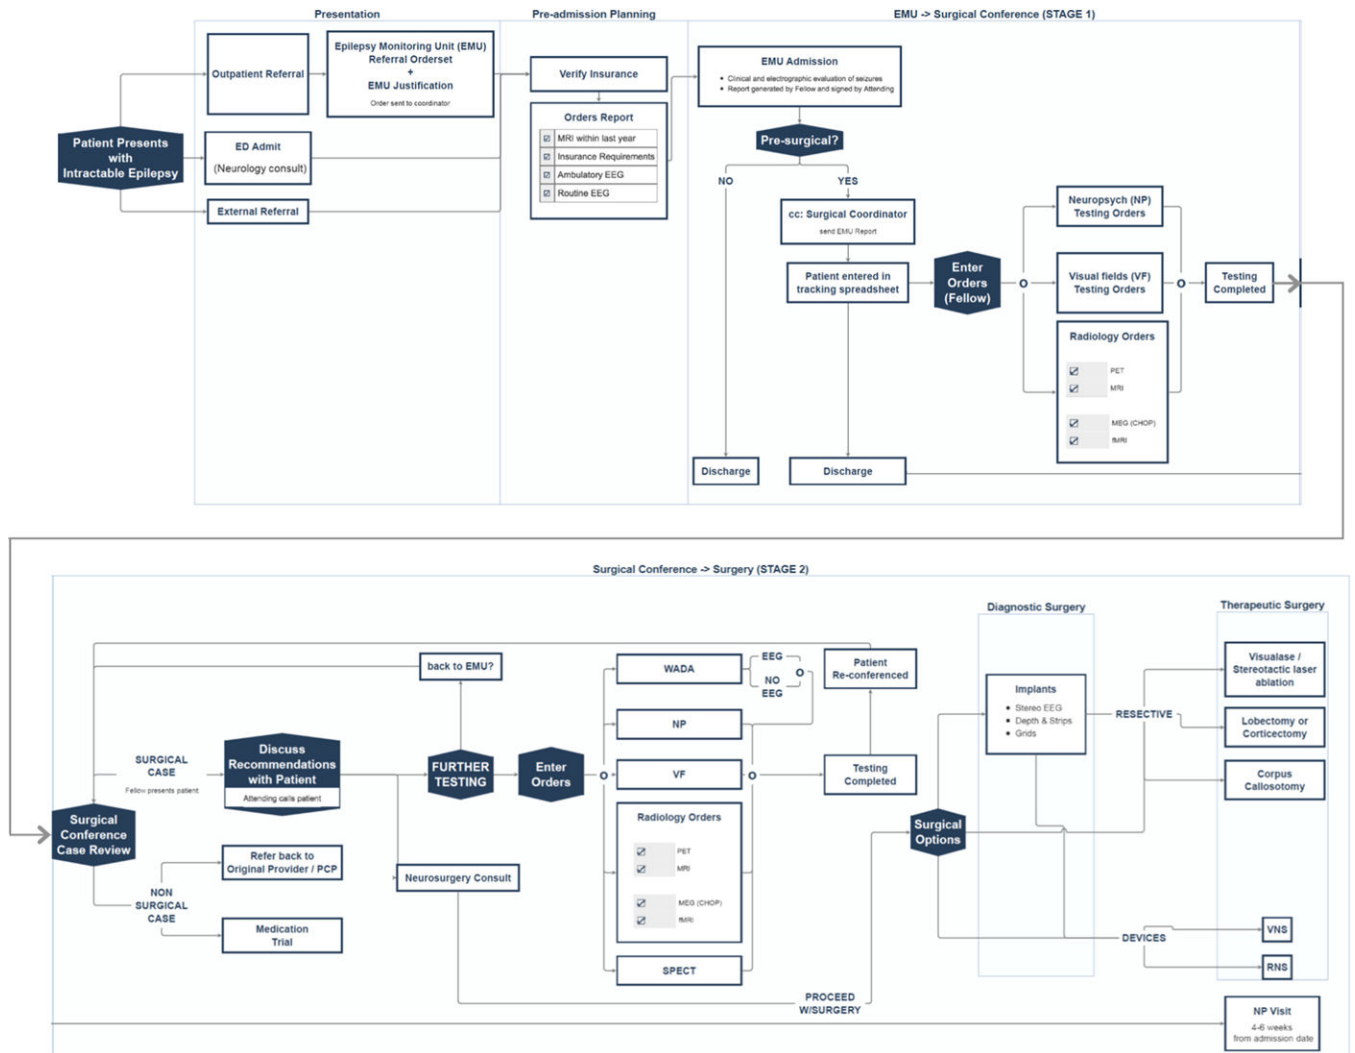 Presentation
Pre-admission Planning
EMU -> Surgical Conference (STAGE 1)
Patient Presents
with
Intractable Epilepsy
Outpatient Referral
Epilepsy Monitoring Unit (EMU)
Referral Orderset
+
EMU Justification
Order sent to coordinator
ED Admit
(Neurology consult)
External Referral
Verify Insurance
Orders Report
MRI within last year
Insurance Requirements
Ambulatory EEG
Routine EEG
EMU Admission
• Clinical and electrographic evaluation of seizures
• Report generated by Fellow and signed by Attending
Pre-surgical?
NO
YES
cc: Surgical Coordinator
send EMU Report
Patient entered in
tracking spreadsheet
Discharge
Discharge
Enter
Orders
(Fellow)
O
Neuropsych (NP)
Testing Orders
Visual fields (VF)
Testing Orders
Radiology Orders
PET
MRI
MEG (CHOP)
fMRI
O
Testing
Completed
Surgical Conference -> Surgery (STAGE 2)
Surgical
Conference
Case Review
SURGICAL
CASE
Fellow presents patient
Discuss
Recommendations
with Patient
Attending calls patient
NON
SURGICAL
CASE
Refer back to
Original Provider / PCP
Medication
Trial
back to EMU?
FURTHER
TESTING
Neurosurgery Consult
Enter
Orders
O
WADA
EEG
NO
EEG
O
NP
VF
Radiology Orders
PET
MRI
MEG (CHOP)
fMRI
SPECT
O
Testing
Completed
Patient
Re-conferenced
PROCEED
W/SURGERY
Surgical
Options
Diagnostic Surgery
Implants
• Stereo EEG
• Depth & Strips
• Grids
RESECTIVE
DEVICES
Therapeutic Surgery
Visualase /
Stereotactic laser
ablation
Lobectomy or
Corticectomy
Corpus
Callosotomy
VNS
RNS
NP Visit
4-6 weeks
from admission date